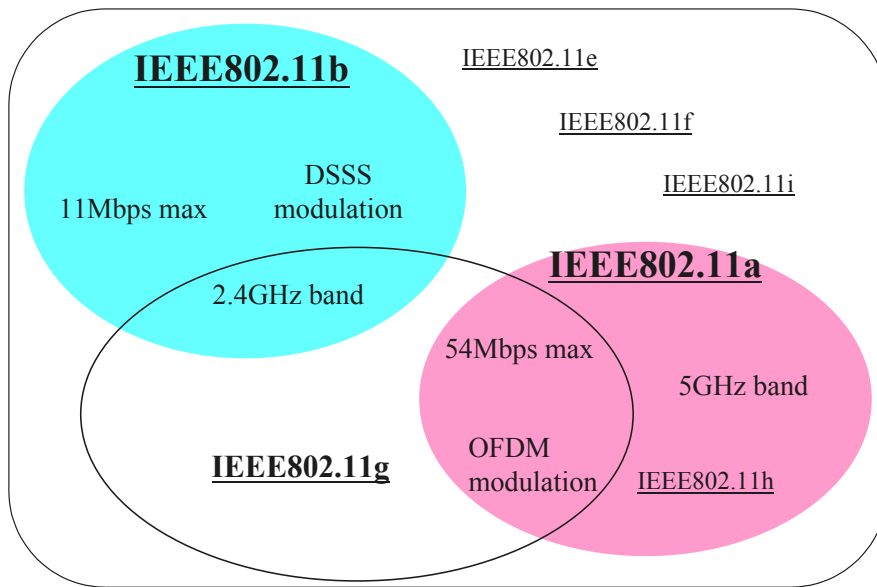 IEEE802.11b
IEEE802.11e
IEEE802.11f
IEEE802.11i
11Mbps max
DSSS
modulation
2.4GHz band
IEEE802.11a
54Mbps max
5GHz band
IEEE802.11g
OFDM
modulation
IEEE802.11h